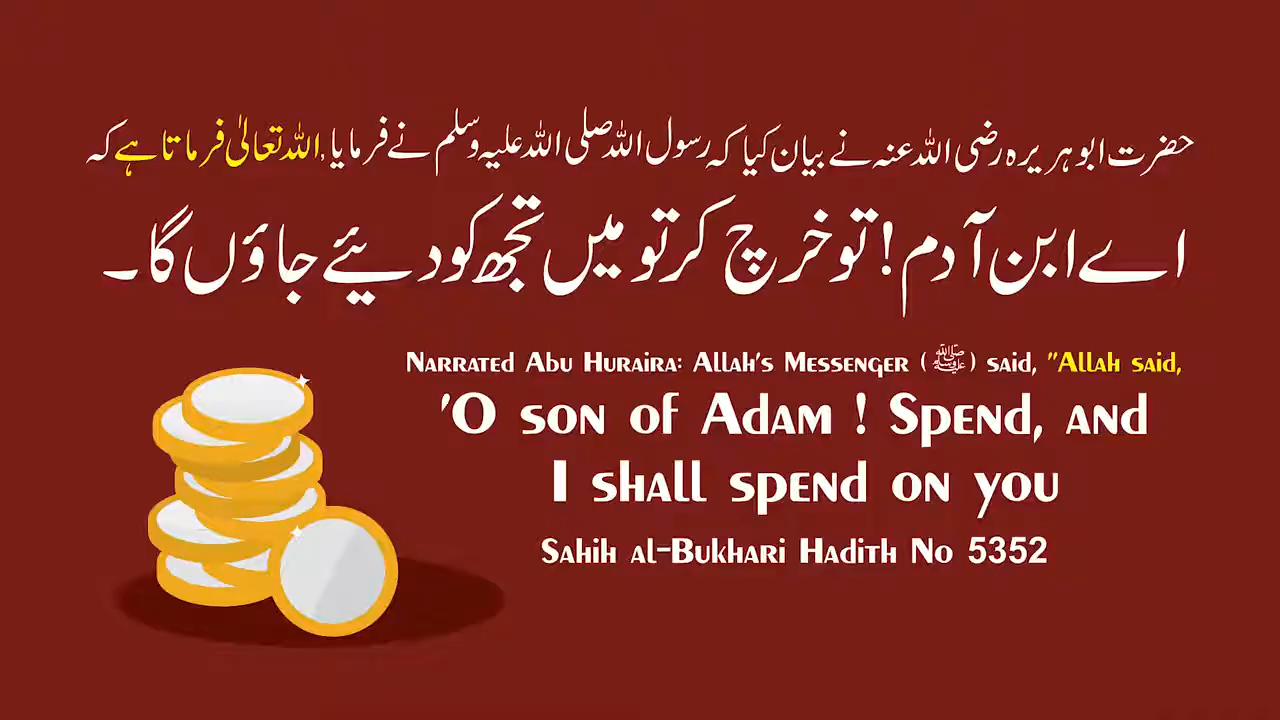 حضرت ابوہریرہ رضی اللہ عنہ نے بیان کیا کہ رسول اللہ صلی اللہ علیہ وسلم نے فرمایا، اللہ تعالیٰ فرماتا ہے کہ
اے ابن آدم! تو خرچ کر تو میں تجھ کو دیئے جاؤں گا۔
Narrated Abu Huraira: Allah's Messenger (ﷺ) said, "Allah said,
'O son of Adam ! Spend, and
I shall spend on you
Sahih al-Bukhari Hadith No 5352